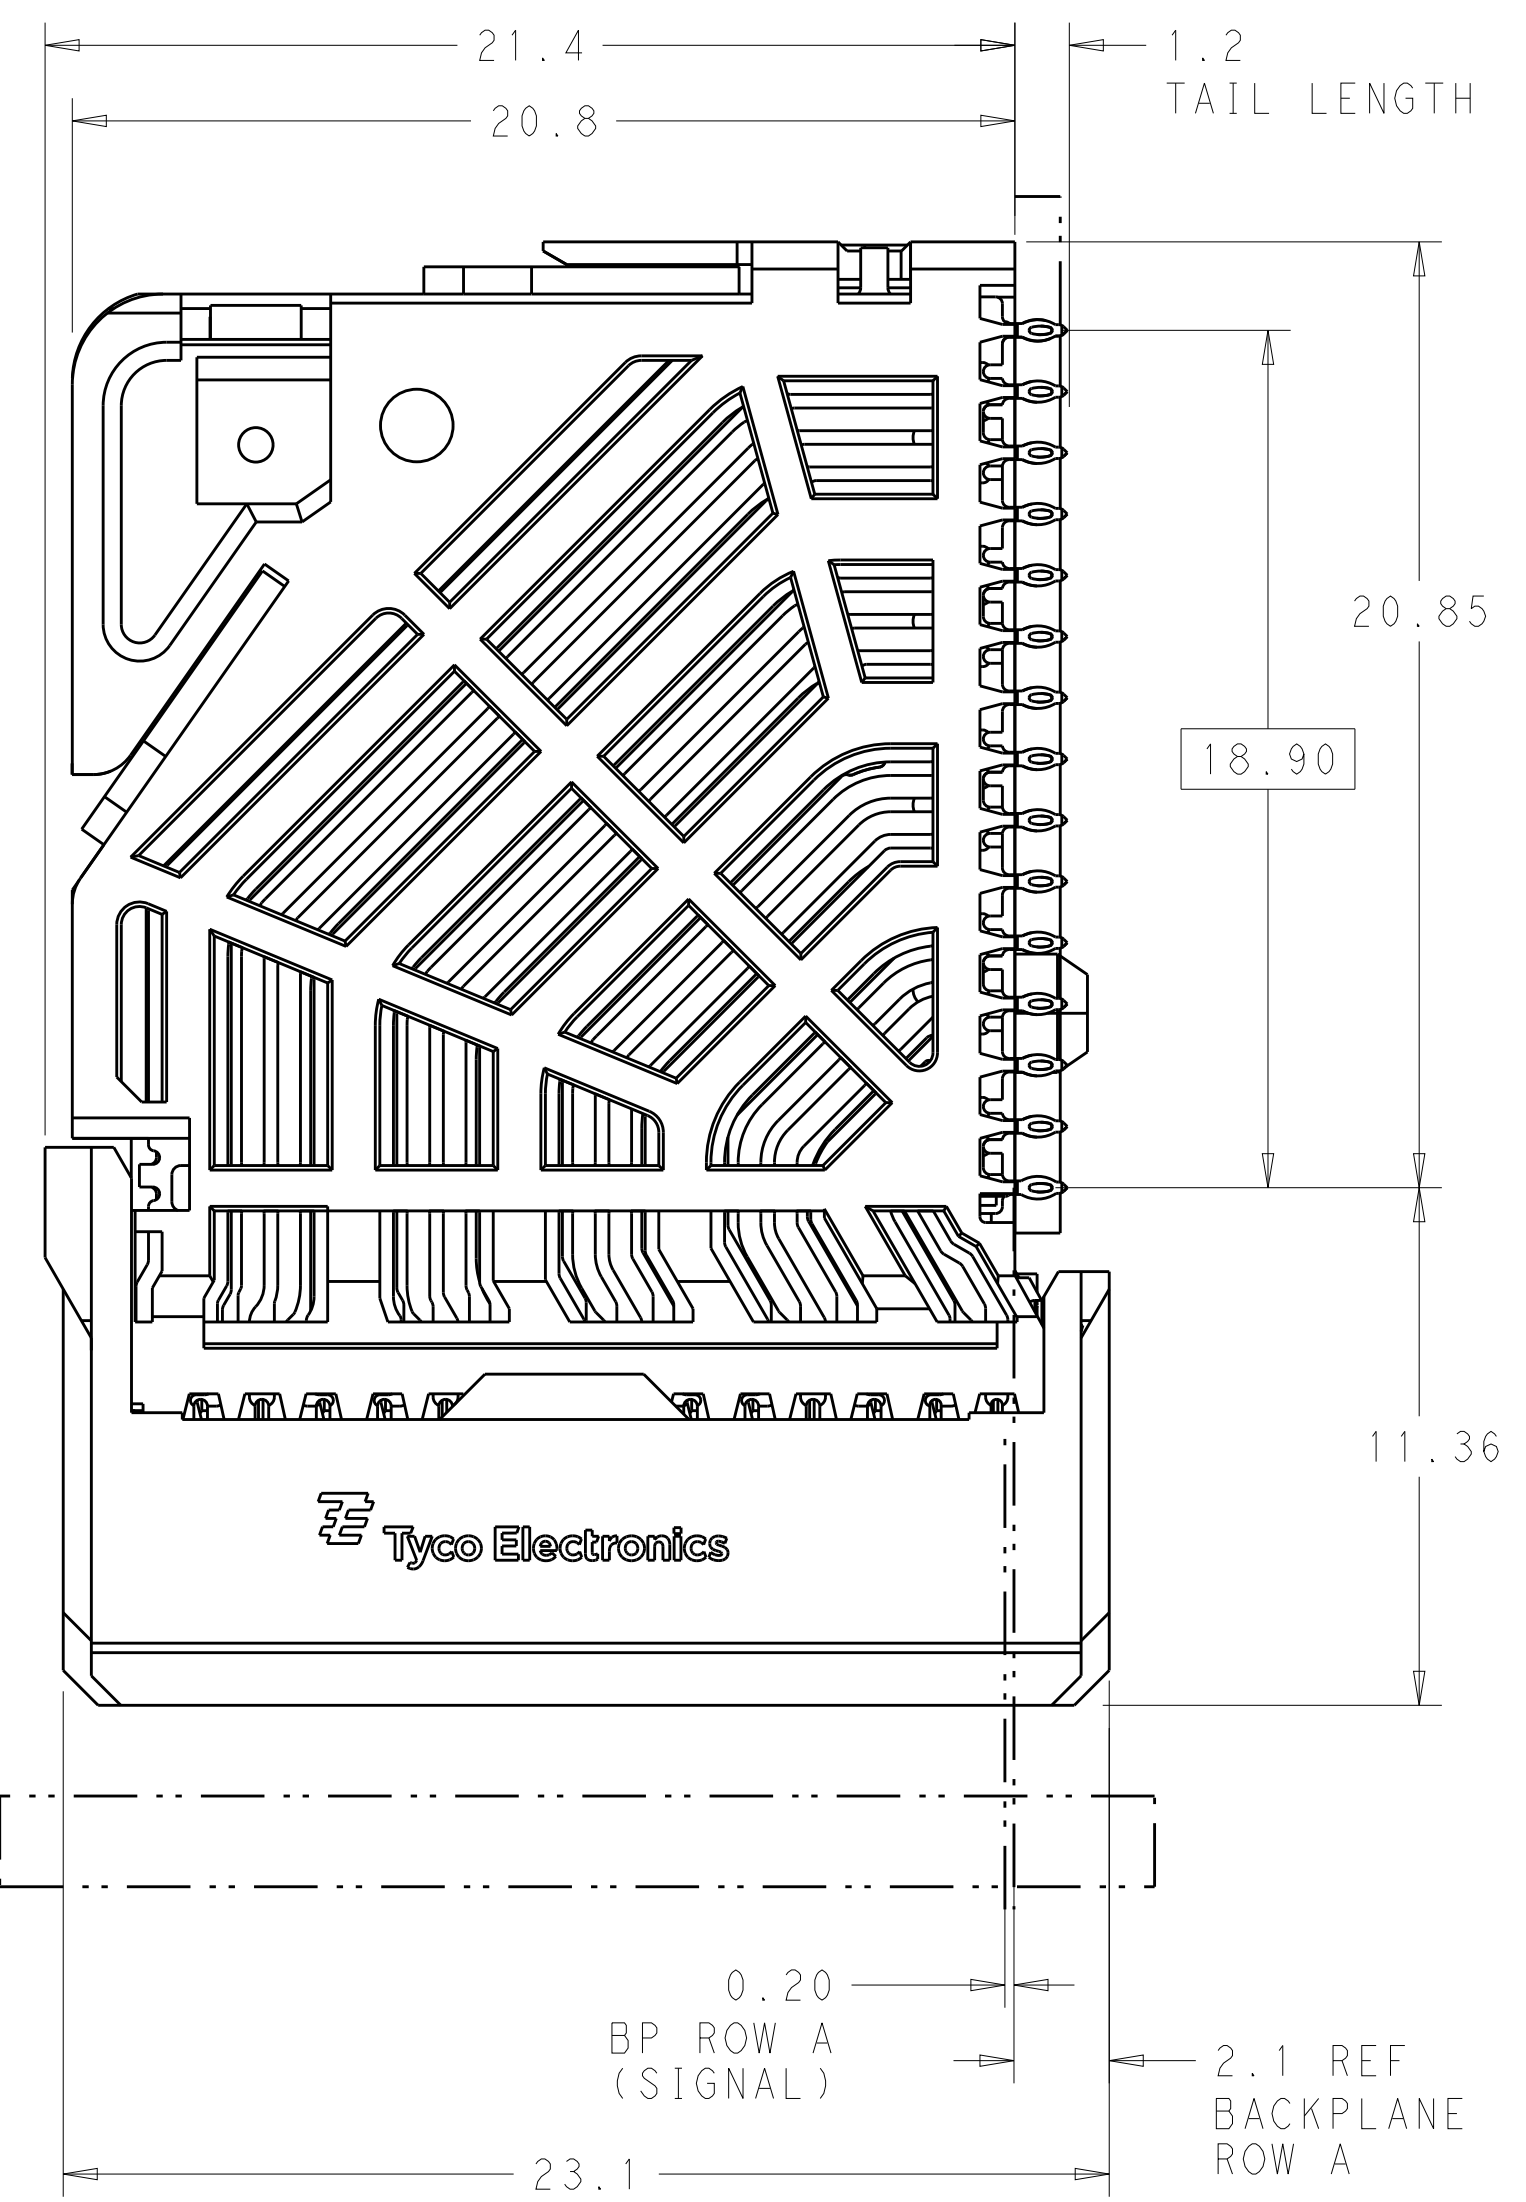 21.4
1.2
TAIL LENGTH
20.8
20.85
18.90
11.36
Tyco Electronics
0.20
BP ROW A
(SIGNAL)
2.1 REF
BACKPLANE
ROW A
23.1